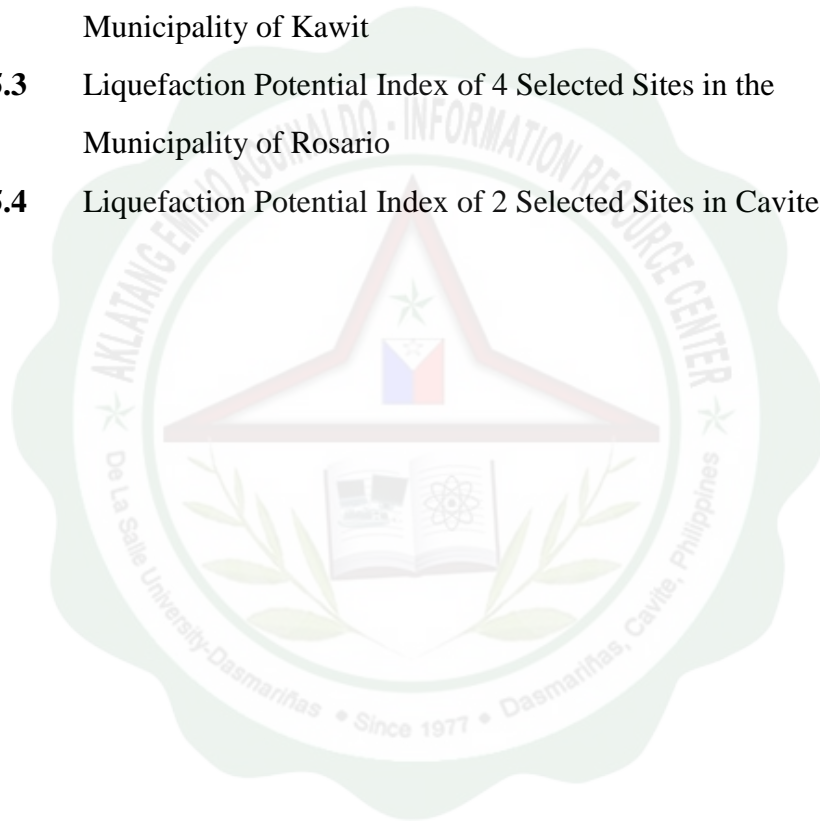 Municipality of Kawit
5.3 Liquefaction Potential Index of 4 Selected Sites in the
Municipality of Rosario
5.4 Liquefaction Potential Index of 2 Selected Sites in Cavite
AKLATANG EMILIO AGUINALDO - INFORMATION RESOURCE CENTER
De La Salle University-Dasmariñas • Since 1977 • Dasmariñas, Cavite, Philippines